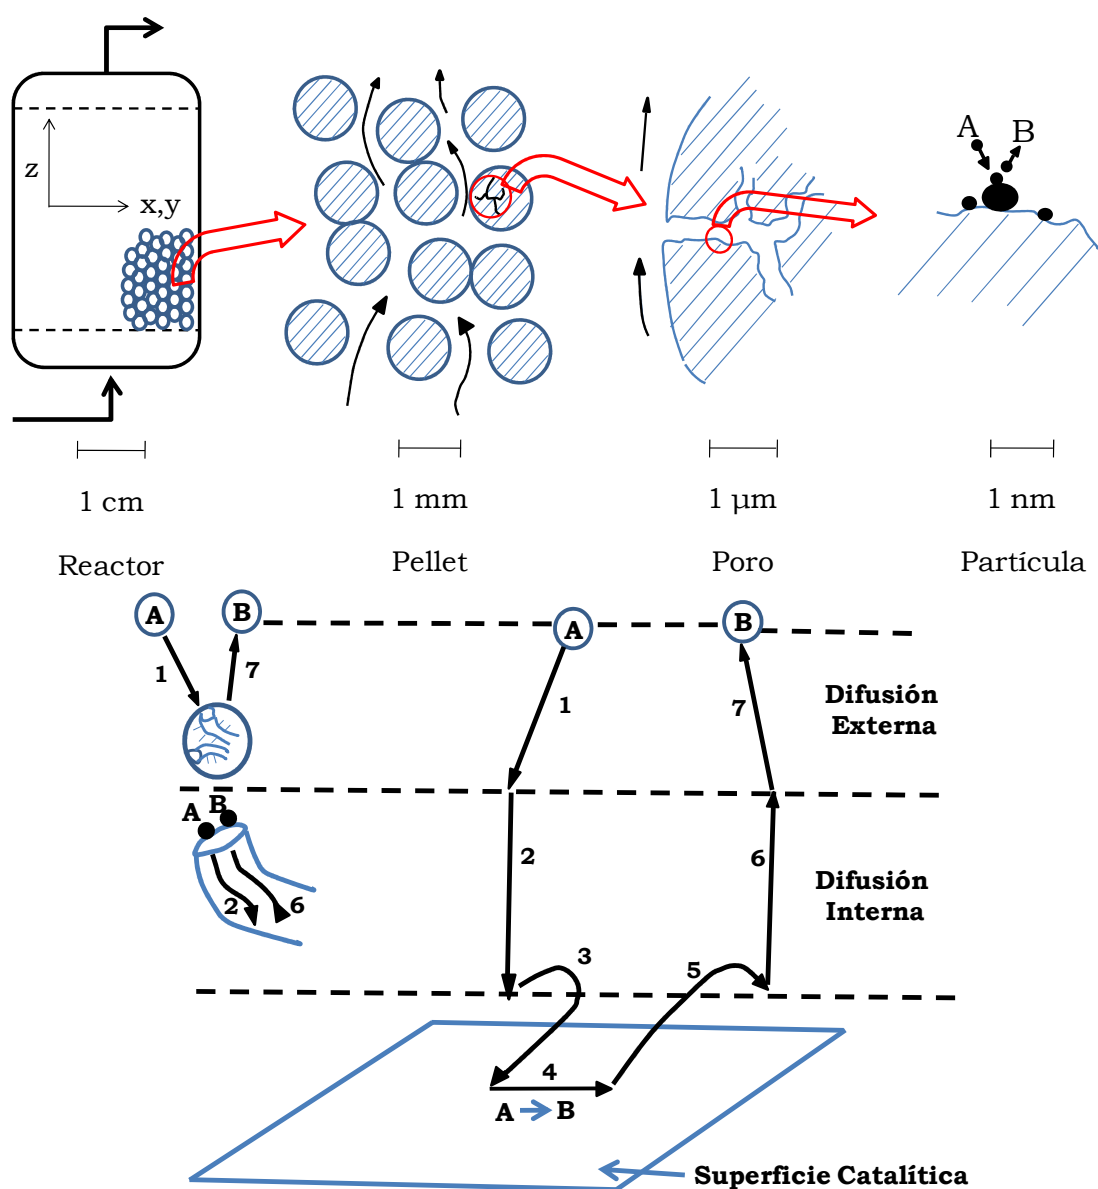 z
x,y
A
B
1 cm
1 mm
1 μm
1 nm
Reactor
Pellet
Poro
Partícula
A
B
A
B
1
7
1
7
Difusión
Externa
A
B
2
6
2
6
Difusión
Interna
3
5
4
A
B
Superficie Catalítica